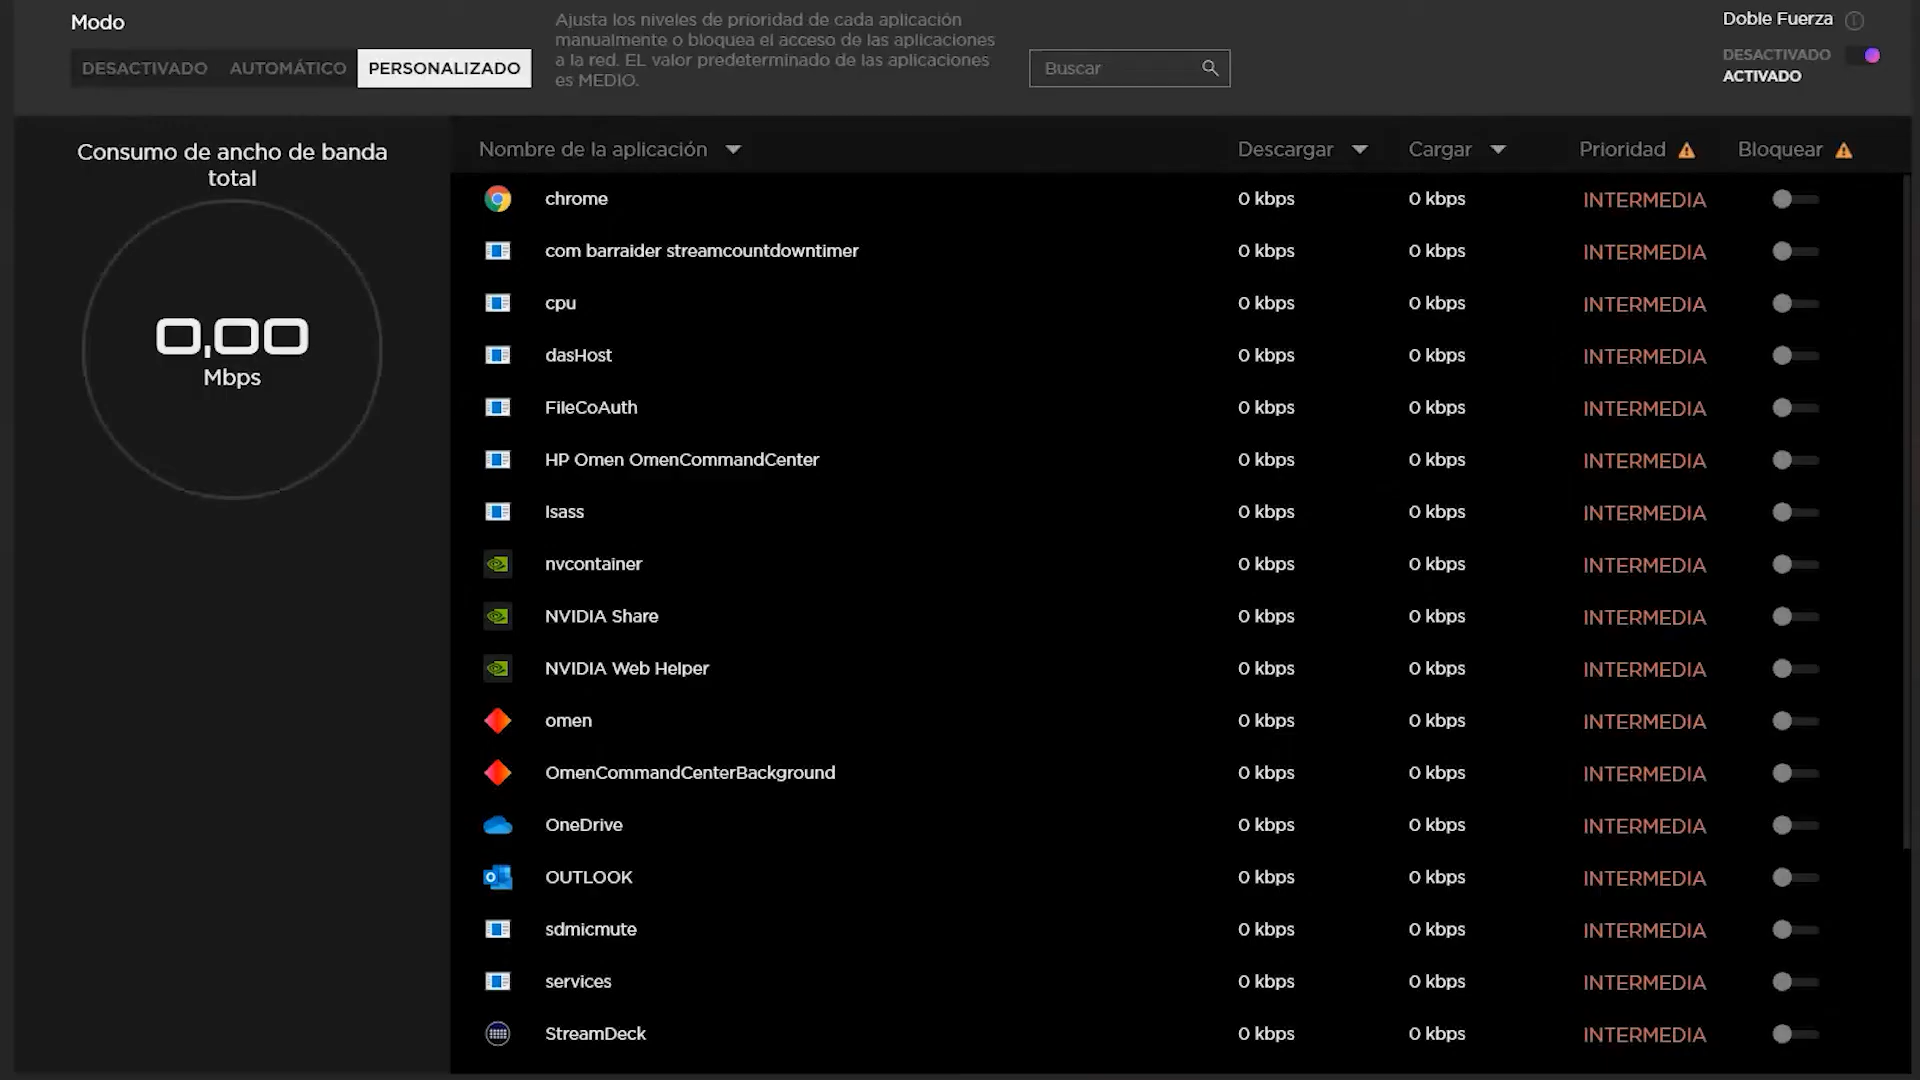 Modo
DESACTIVADO AUTOMÁTICO PERSONALIZADO
Ajusta los niveles de prioridad de cada aplicación
manualmente o bloquea el acceso de las aplicaciones
a la red. EL valor predeterminado de las aplicaciones
es MEDIO.
Buscar
Doble Fuerza
DESACTIVADO
ACTIVADO
Consumo de ancho de banda
total
0,00
Mbps
Nombre de la aplicación Descargar Cargar Prioridad Bloquear
chrome 0 kbps 0 kbps INTERMEDIA
com barraider streamcountdowntimer 0 kbps 0 kbps INTERMEDIA
cpu 0 kbps 0 kbps INTERMEDIA
dasHost 0 kbps 0 kbps INTERMEDIA
FileCoAuth 0 kbps 0 kbps INTERMEDIA
HP Omen OmenCommandCenter 0 kbps 0 kbps INTERMEDIA
lsass 0 kbps 0 kbps INTERMEDIA
nvcontainer 0 kbps 0 kbps INTERMEDIA
NVIDIA Share 0 kbps 0 kbps INTERMEDIA
NVIDIA Web Helper 0 kbps 0 kbps INTERMEDIA
omen 0 kbps 0 kbps INTERMEDIA
OmenCommandCenterBackground 0 kbps 0 kbps INTERMEDIA
OneDrive 0 kbps 0 kbps INTERMEDIA
OUTLOOK 0 kbps 0 kbps INTERMEDIA
sdmicmute 0 kbps 0 kbps INTERMEDIA
services 0 kbps 0 kbps INTERMEDIA
StreamDeck 0 kbps 0 kbps INTERMEDIA